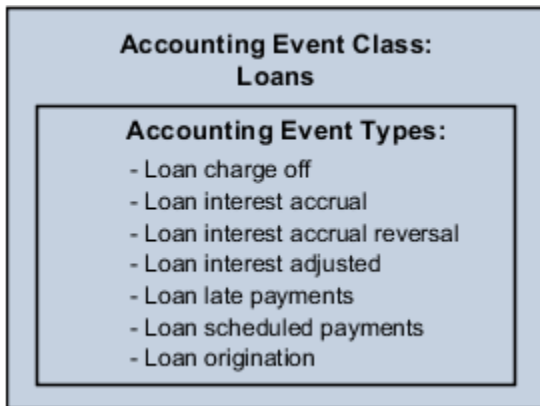 Accounting Event Class:
Loans
Accounting Event Types:
- Loan charge off
- Loan interest accrual
- Loan interest accrual reversal
- Loan interest adjusted
- Loan late payments
- Loan scheduled payments
- Loan origination